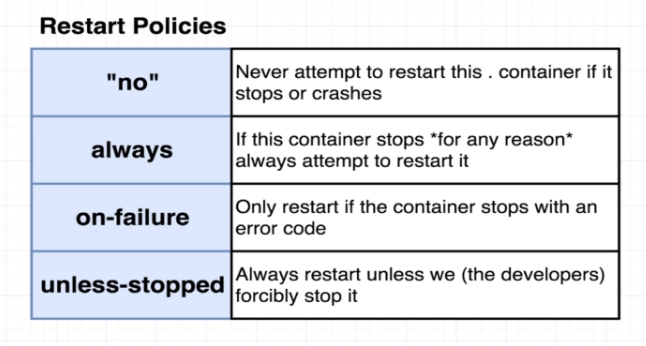 Restart Policies
"no"
Never attempt to restart this . container if it
stops or crashes
always
If this container stops *for any reason*
always attempt to restart it
on-failure
Only restart if the container stops with an
error code
unless-stopped
Always restart unless we (the developers)
forcibly stop it